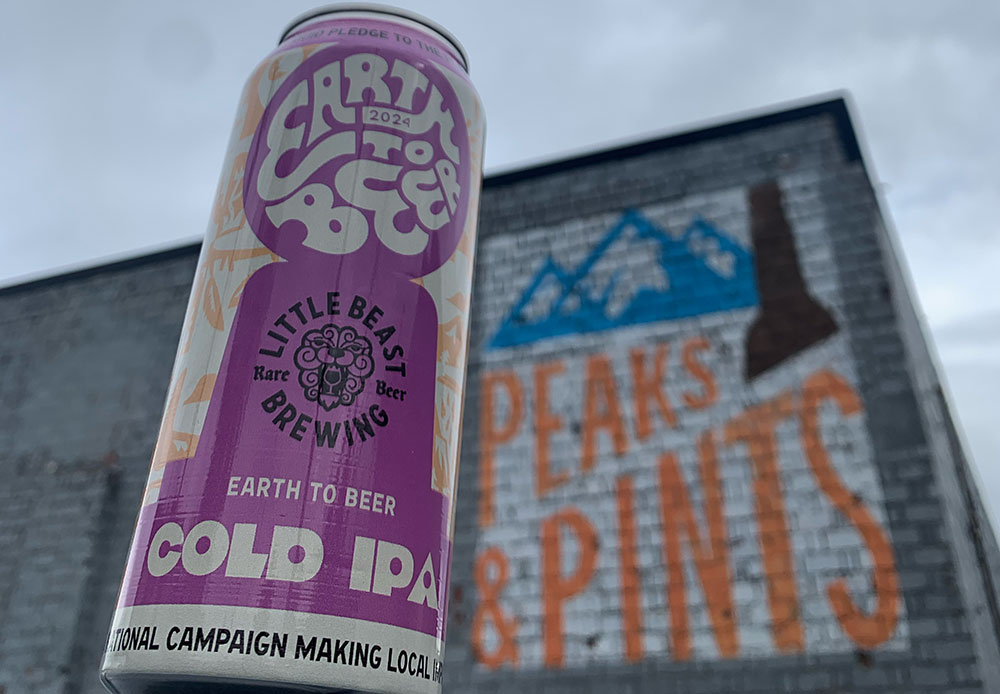 PLEDGE TO THE
EARTH
2024
TO
BEER
LITTLE BEAST
Rare Beer
BREWING
EARTH TO BEER
COLD IPA
NATIONAL CAMPAIGN MAKING LOCAL
PEAKS
& PINTS